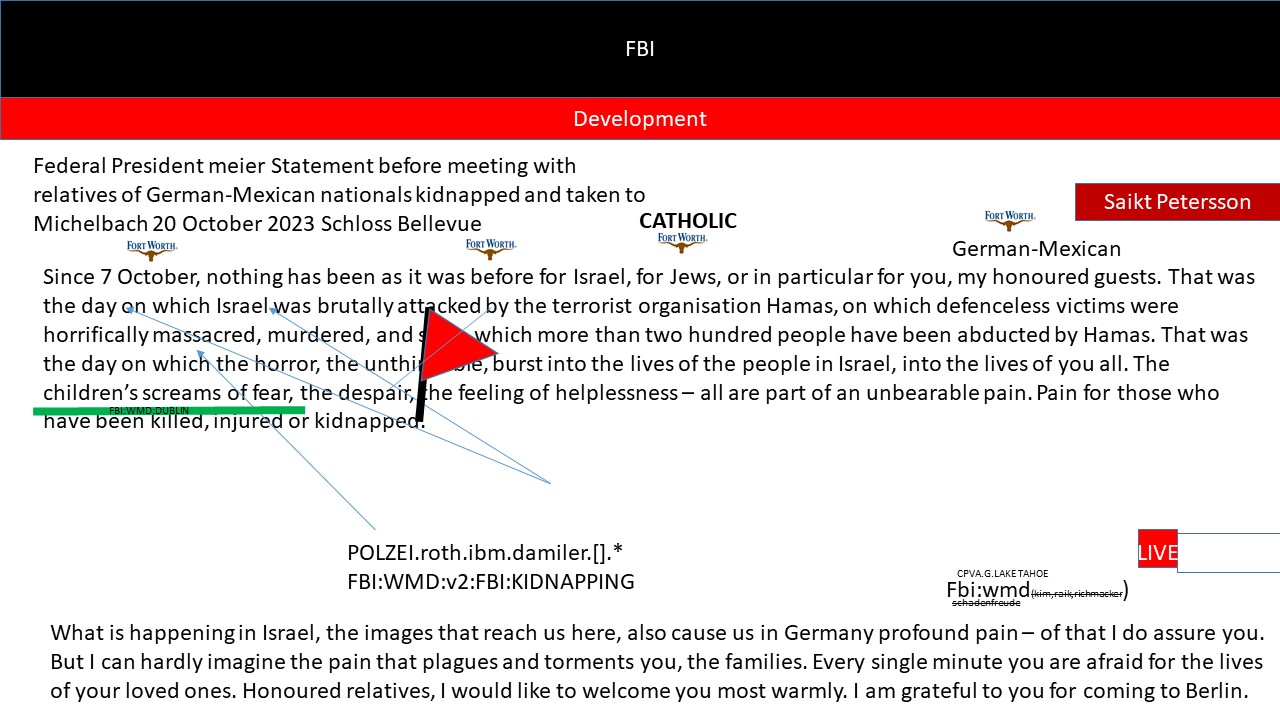 FBI
Development
Federal President meier Statement before meeting with
relatives of German-Mexican nationals kidnapped and taken to
Michelbach 20 October 2023 Schloss Bellevue
Saikt Petersson
CATHOLIC
FORT WORTH.
FORT WORTH.
FORT WORTH.
FORT WORTH.
German-Mexican
Since 7 October, nothing has been as it was before for Israel, for Jews, or in particular for you, my honoured guests. That was
the day on which Israel was brutally attacked by the terrorist organisation Hamas, on which defenceless victims were
horrifically massacred, murdered, and which more than two hundred people have been abducted by Hamas. That was
the day on which the horror, the burst into the lives of the people in Israel, into the lives of you all. The
children's screams of fear, the despair, the feeling of helplessness – all are part of an unbearable pain. Pain for those who
FBI:WMD:DUBLIN
have been killed, injured or kidnapped.
POLZEI.roth.ibm.damiler.[].*
FBI:WMD:v2:FBI:KIDNAPPING
LIVE
CPVA.G.LAKE TAHOE
Fbi:wmd(kim,raik,richmacker)
schadenfreude
What is happening in Israel, the images that reach us here, also cause us in Germany profound pain – of that I do assure you.
But I can hardly imagine the pain that plagues and torments you, the families. Every single minute you are afraid for the lives
of your loved ones. Honoured relatives, I would like to welcome you most warmly. I am grateful to you for coming to Berlin.